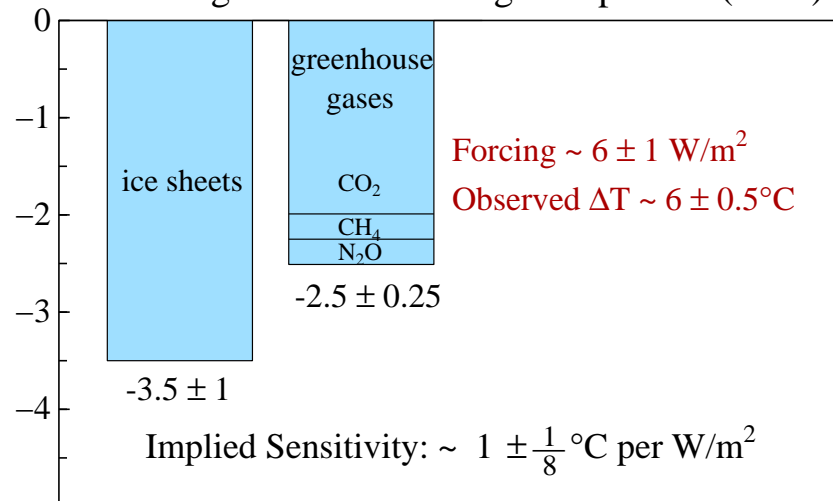 0
−1
−2
−3
−4
ice sheets
-3.5 ± 1
greenhouse
gases
CO₂
CH₄
N₂O
-2.5 ± 0.25
Forcing ~ 6 ± 1 W/m²
Observed ΔT ~ 6 ± 0.5°C
Implied Sensitivity: ~ 1 ± 1/8 °C per W/m²